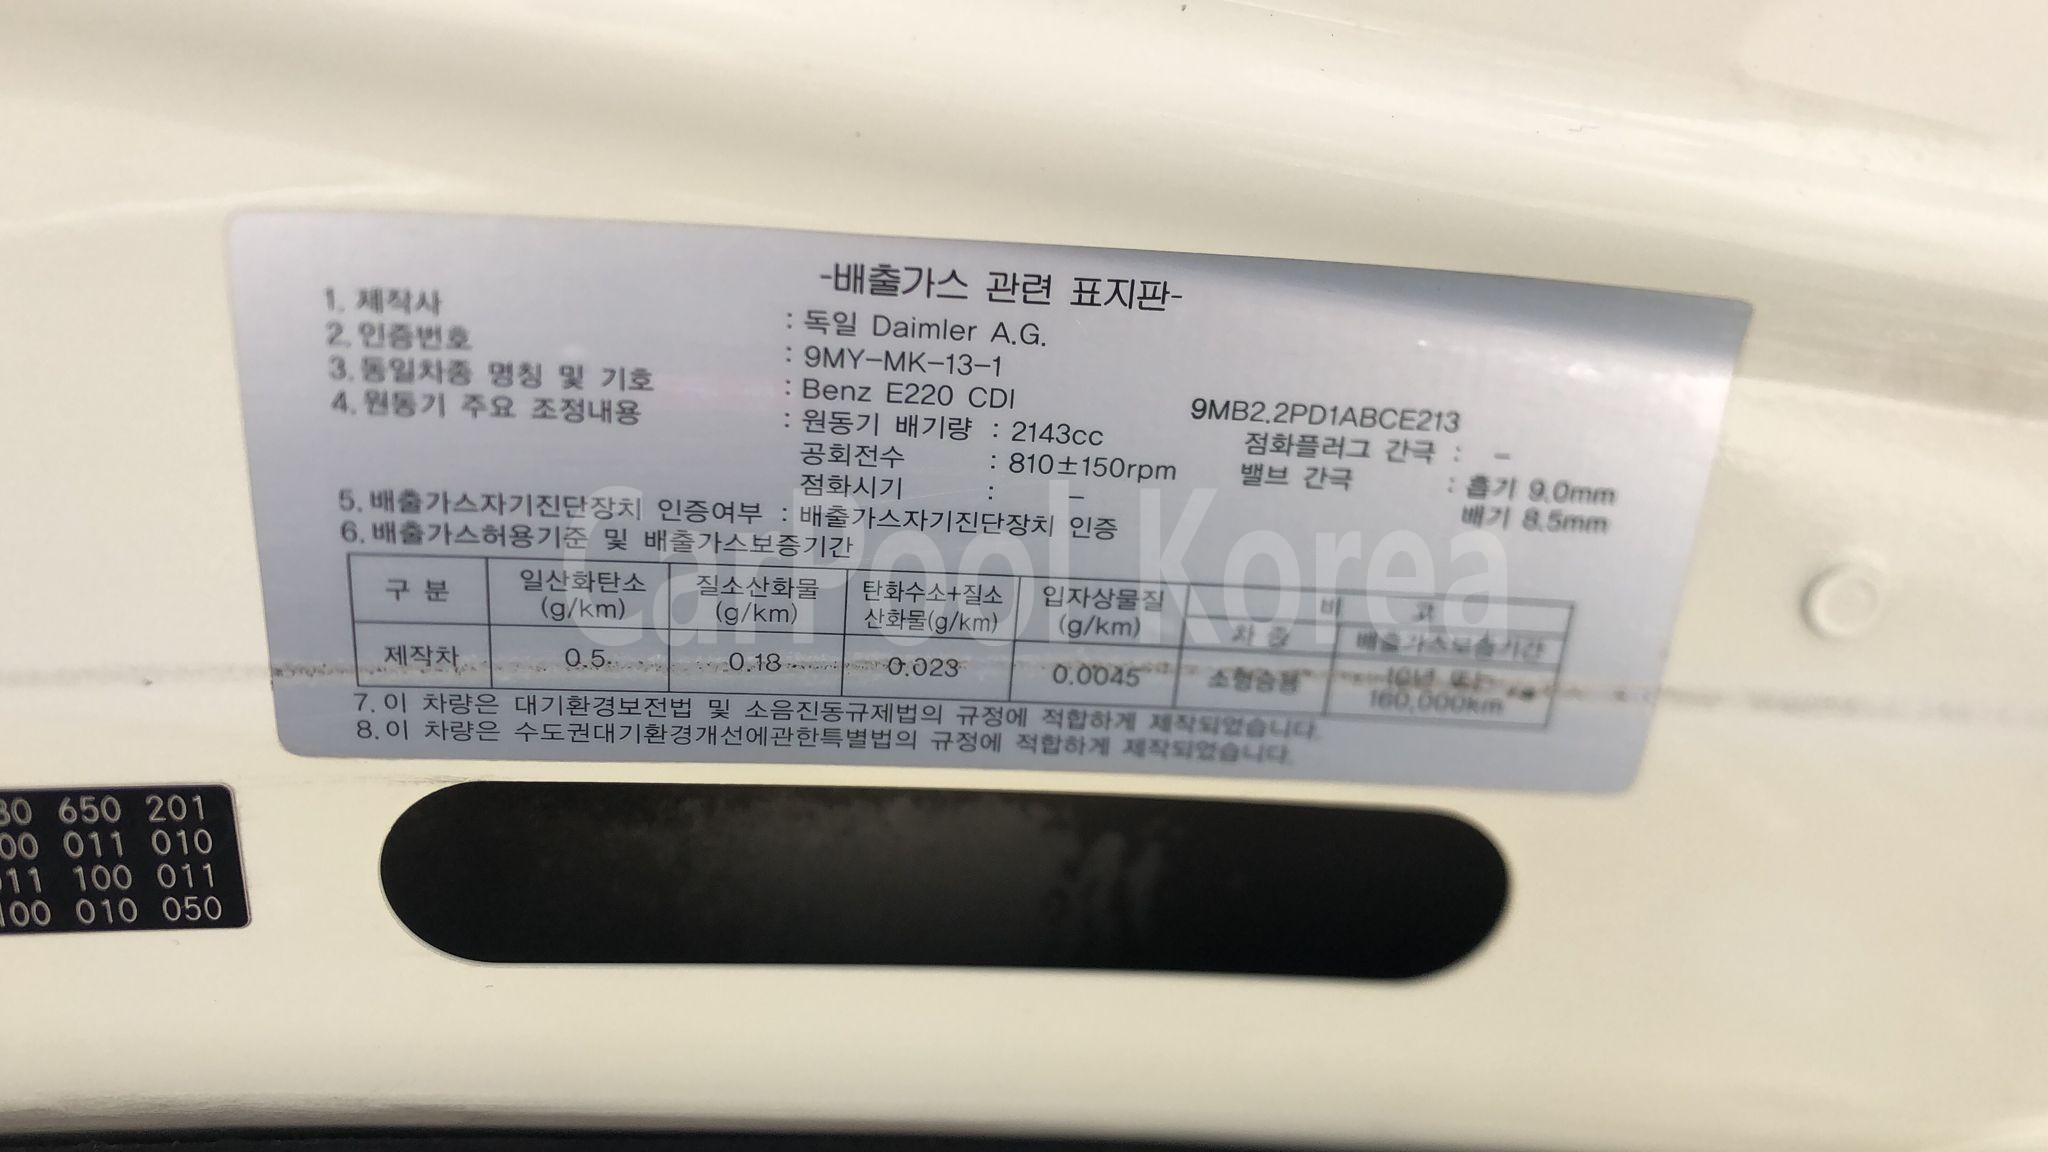 -배출가스 관련 표지판-
1. 제작사 : 독일 Daimler A.G.
2. 인증번호 : 9MY-MK-13-1
3. 동일차종 명칭 및 기호 : Benz E220 CDI 9MB2.2PD1ABCE213
4. 원동기 주요 조정내용 : 원동기 배기량 : 2143cc 점화플러그 간극 : -
공회전수 : 810±150rpm 밸브 간극 : 흡기 9.0mm
점화시기 : - 배기 8.5mm
5. 배출가스자기진단장치 인증여부 : 배출가스자기진단장치 인증
6. 배출가스허용기준 및 배출가스보증기간
구 분 일산화탄소 (g/km) 질소산화물 (g/km) 탄화수소+질소산화물(g/km) 입자상물질 (g/km) 비 고
차 종 배출가스보증기간
제작차 0.5 0.18 0.023 0.0045 소형승용 10년 또는 160,000km
7. 이 차량은 대기환경보전법 및 소음진동규제법의 규정에 적합하게 제작되었습니다.
8. 이 차량은 수도권대기환경개선에관한특별법의 규정에 적합하게 제작되었습니다.
CarPool Korea
650 201
011 010
100 011
010 050